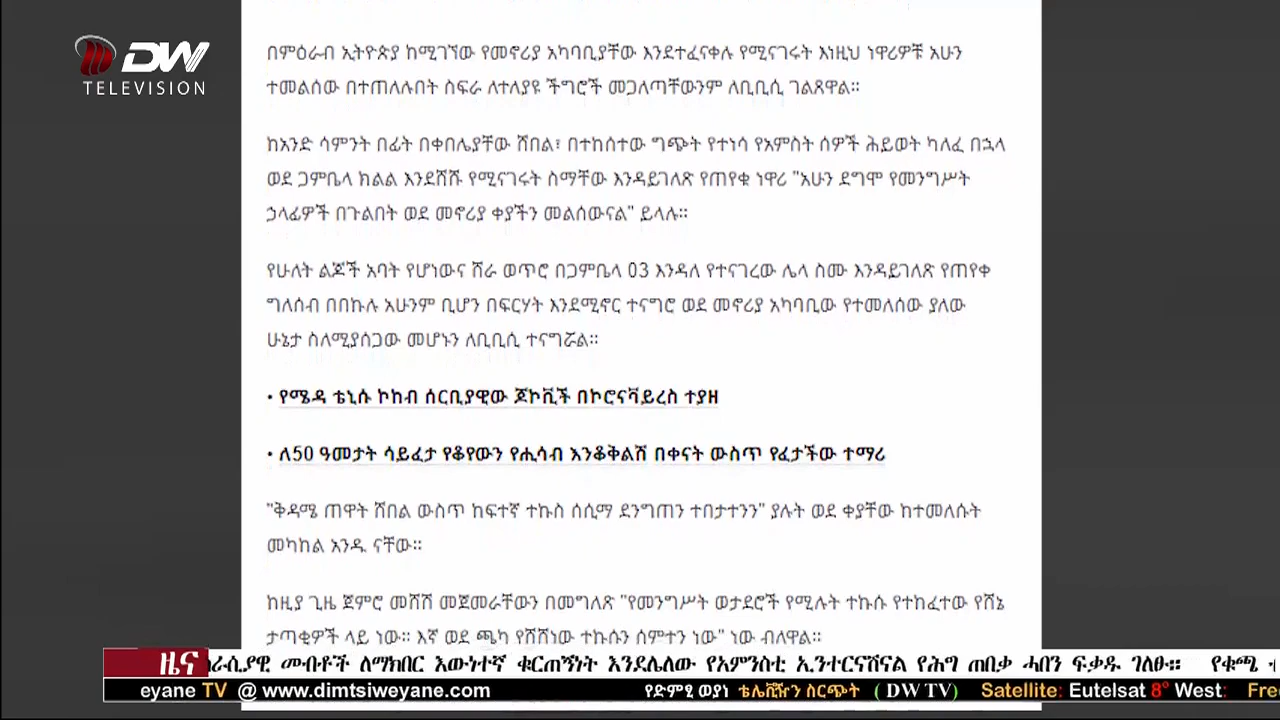 DW
TELEVISION
በምዕራብ ኢትዮጵያ ከሚገኘው የመኖሪያ አካባቢያቸው እንደተፈናቀሉ የሚናገሩት እነዚህ ነዋሪዎቹ አሁን
ተመልሰው በተጠለሉበት ስፍራ ለተለያዩ ችግሮች መጋለጣቸውንም ለቢቢሲ ገልጸዋል።
ከአንድ ሳምንት በፊት በቀበሌያቸው ሸበል፣ በተከሰተው ግጭት የተነሳ የአምስት ሰዎች ሕይወት ካለፈ በኋላ
ወደ ጋምቤላ ክልል እንደሸሹ የሚናገሩት ስማቸው እንዳይገለጽ የጠየቁ ነዋሪ "አሁን ደግሞ የመንግሥት
ኃላፊዎች በጉልበት ወደ መኖሪያ ቀያችን መልሰውናል" ይላሉ።
የሁለት ልጆች አባት የሆነውና ሸራ ወጥሮ በጋምቤላ 03 እንዳለ የተናገረው ሌላ ስሙ እንዳይገለጽ የጠየቀ
ግለሰብ በበኩሉ አሁንም ቢሆን በፍርሃት እንደሚኖር ተናግሮ ወደ መኖሪያ አካባቢው የተመለሰው ያለው
ሁኔታ ስለሚያሰጋው መሆኑን ለቢቢሲ ተናግሯል።
• የሜዳ ቴኒሱ ኮከብ ሰርቢያዊው ጆኮቪች በኮሮናቫይረስ ተያዘ
• ለ50 ዓመታት ሳይፈታ የቆየውን የሒሳብ እንቆቅልሽ በቀናት ውስጥ የፈታችው ተማሪ
"ቅዳሜ ጠዋት ሸበል ውስጥ ከፍተኛ ተኩስ ሰሲማ ደንግጠን ተበታተንን" ያሉት ወደ ቀያቸው ከተመለሱት
መካከል አንዱ ናቸው።
ከዚያ ጊዜ ጀምሮ መሸሽ መጀመራቸውን በመግለጽ "የመንግሥት ወታደሮች የሚሉት ተኩሱ የተከፈተው የሸኔ
ታጣቂዎች ላይ ነው። እኛ ወደ ጫካ የሸሸነው ተኩሱን ሰምተን ነው" ነው ብለዋል።
ዜና ራሲያዊ መብቶች ለማክበር እውነተኛ ቁርጠኝነት እንደሌለው የአምንስቲ ኢንተርናሽናል የሕግ ጠበቃ ሓበን ፍቃዱ ገለፁ። የቁጫ
eyane TV @ www.dimtsiweyane.com የድምፂ ወያነ ቴሌቪዥን ስርጭት ( DW TV) Satellite: Eutelsat 8° West: Free